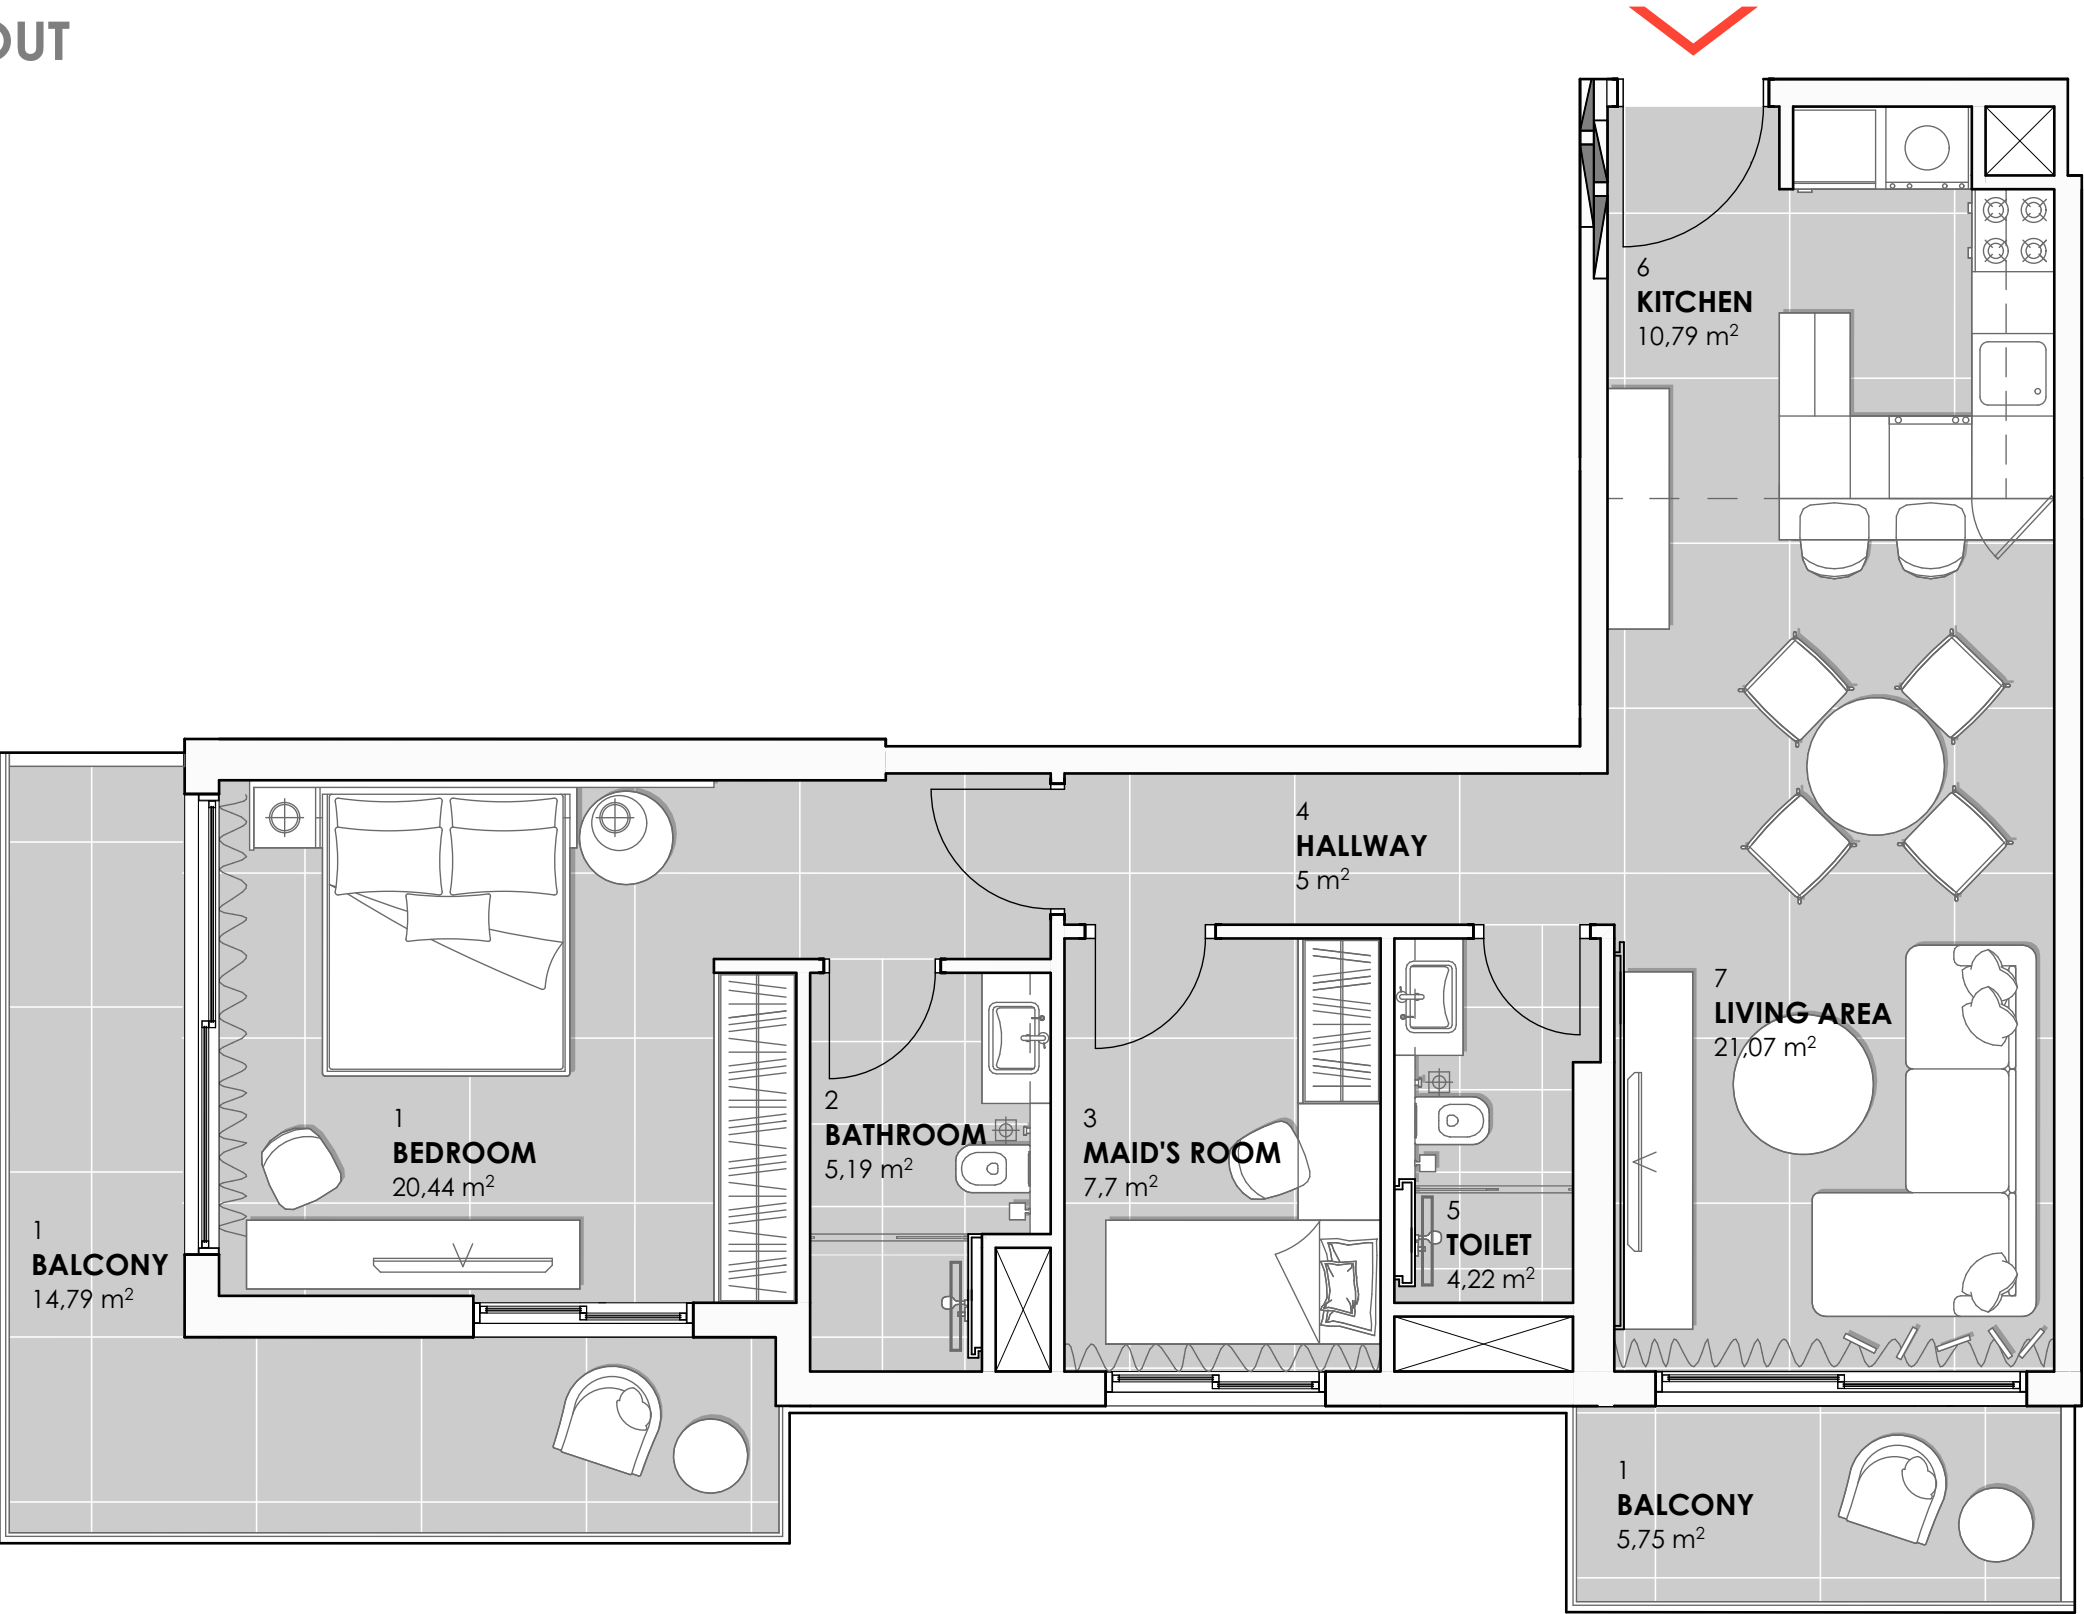 OUT
6
KITCHEN
10,79 m²
4
HALLWAY
5 m²
7
LIVING AREA
21,07 m²
1
BEDROOM
20,44 m²
2
BATHROOM
5,19 m²
3
MAID'S ROOM
7,7 m²
5
TOILET
4,22 m²
1
BALCONY
14,79 m²
1
BALCONY
5,75 m²